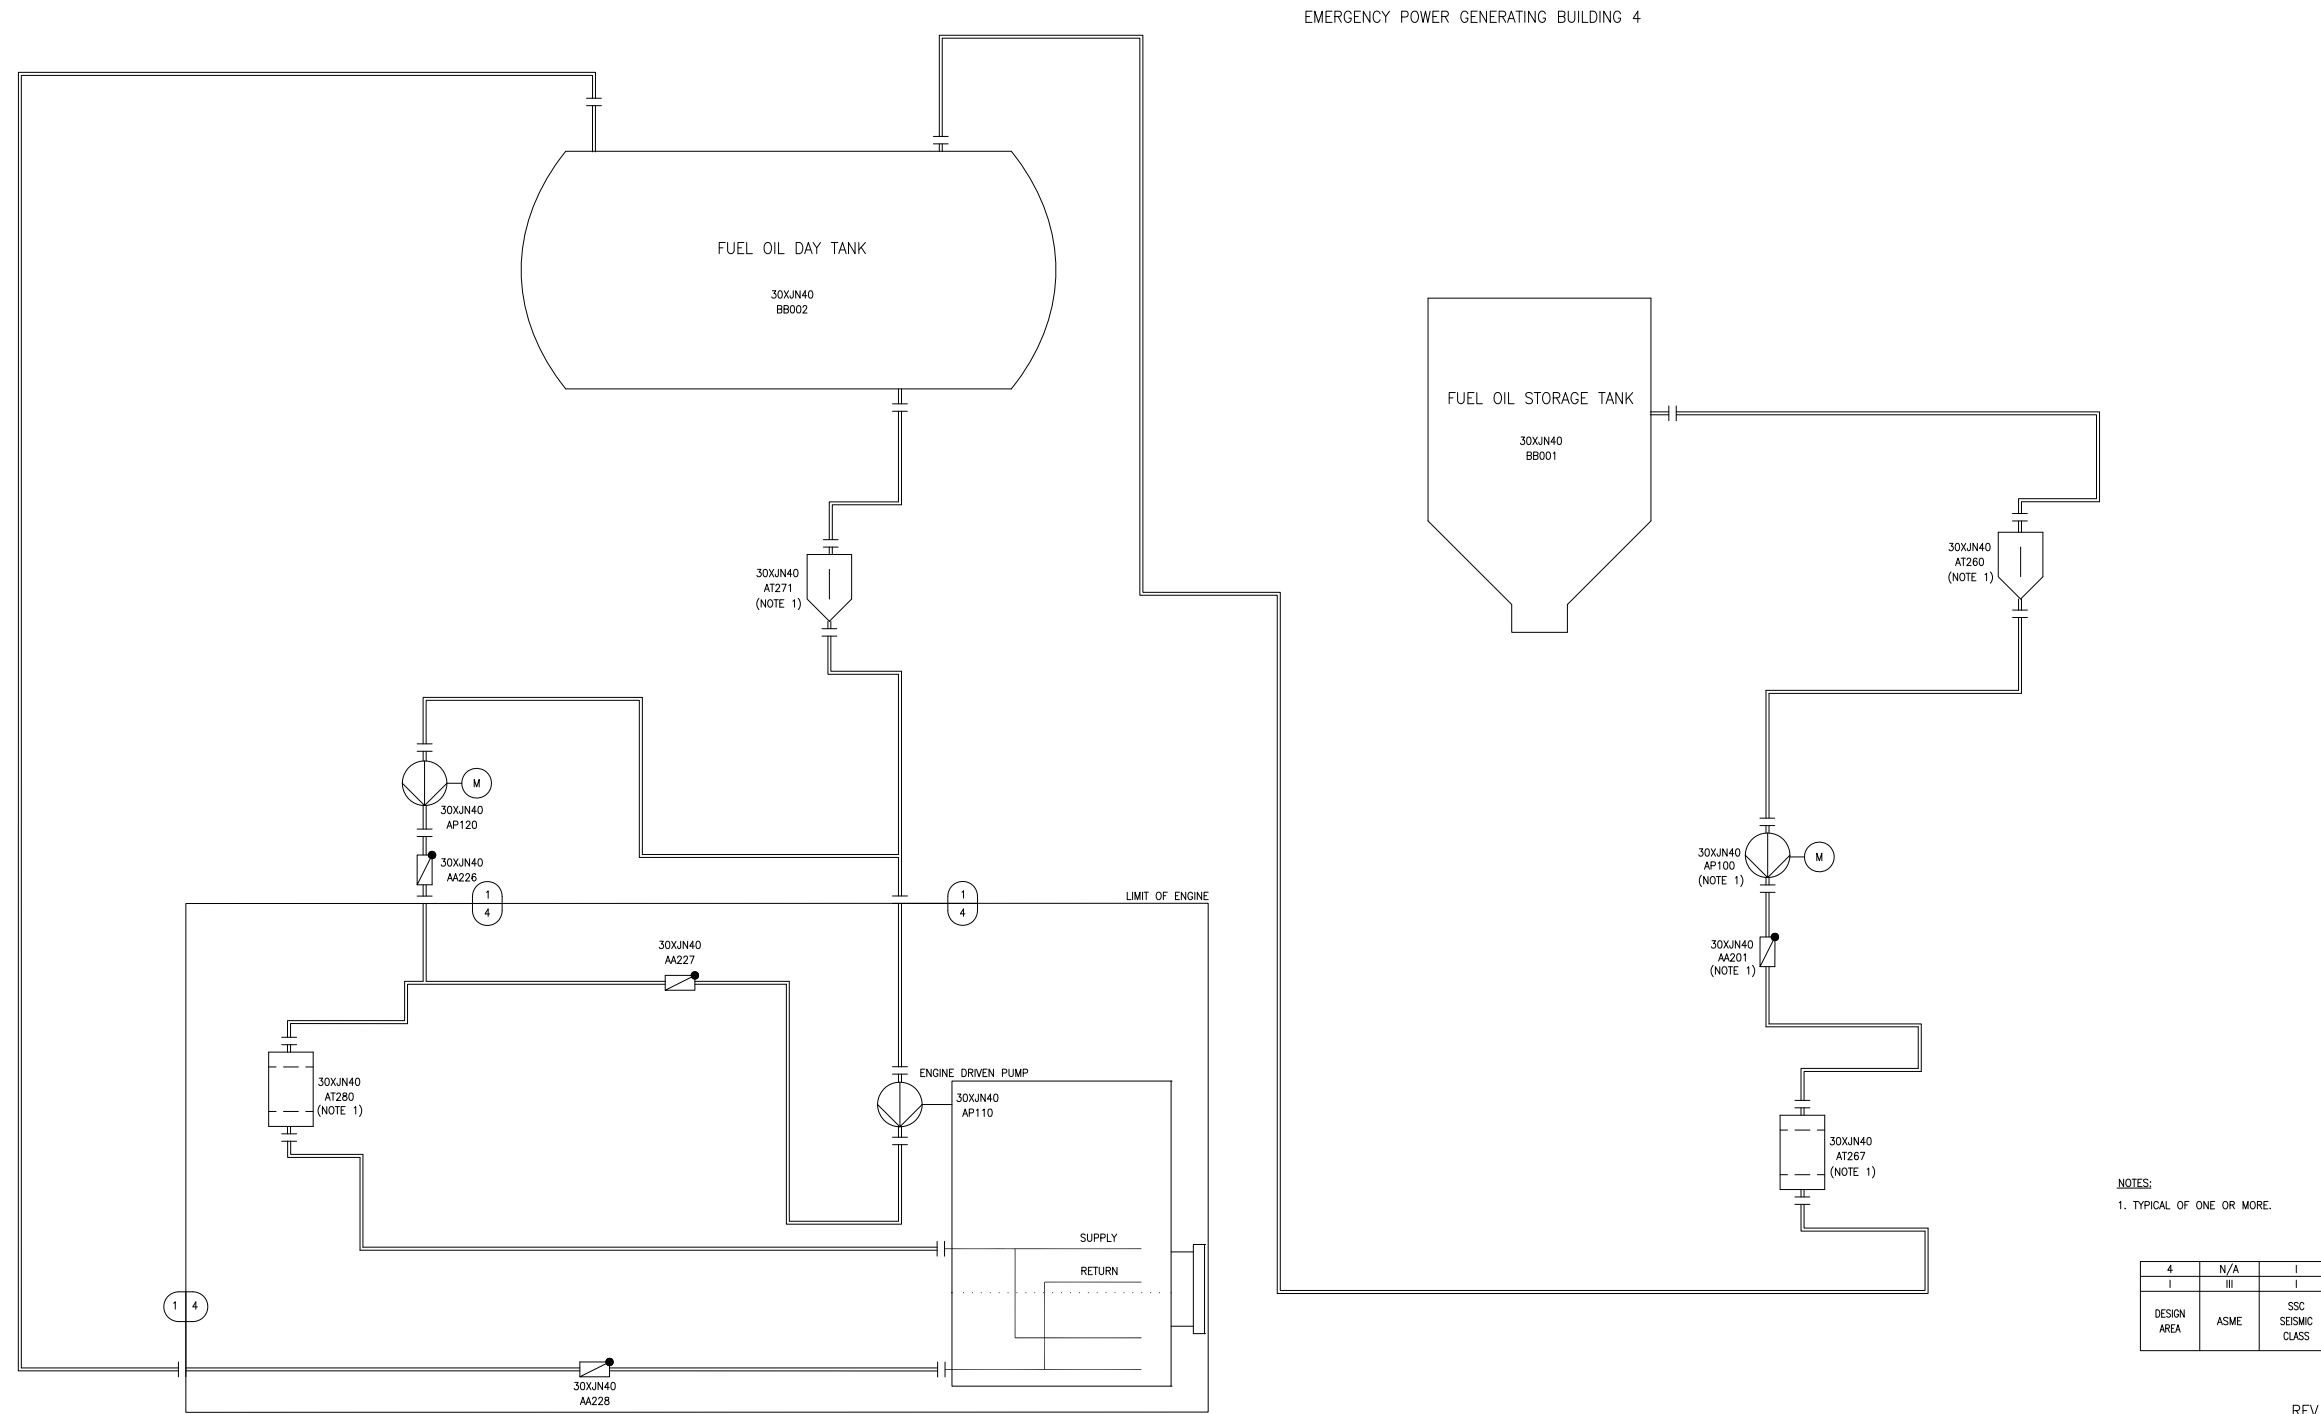 EMERGENCY POWER GENERATING BUILDING 4
FUEL OIL DAY TANK
30XJN40
BB002
FUEL OIL STORAGE TANK
30XJN40
BB001
30XJN40
AT271
(NOTE 1)
30XJN40
AT260
(NOTE 1)
M
30XJN40
AP120
30XJN40
AA226
30XJN40
AP100
(NOTE 1)
M
1
4
1
4
LIMIT OF ENGINE
30XJN40
AA227
30XJN40
AA201
(NOTE 1)
30XJN40
AT280
(NOTE 1)
ENGINE DRIVEN PUMP
30XJN40
AP110
30XJN40
AT267
(NOTE 1)
SUPPLY
RETURN
1 4
30XJN40
AA228
NOTES:
1. TYPICAL OF ONE OR MORE.
4 N/A I
I III I
DESIGN AREA
ASME
SSC SEISMIC CLASS
REV